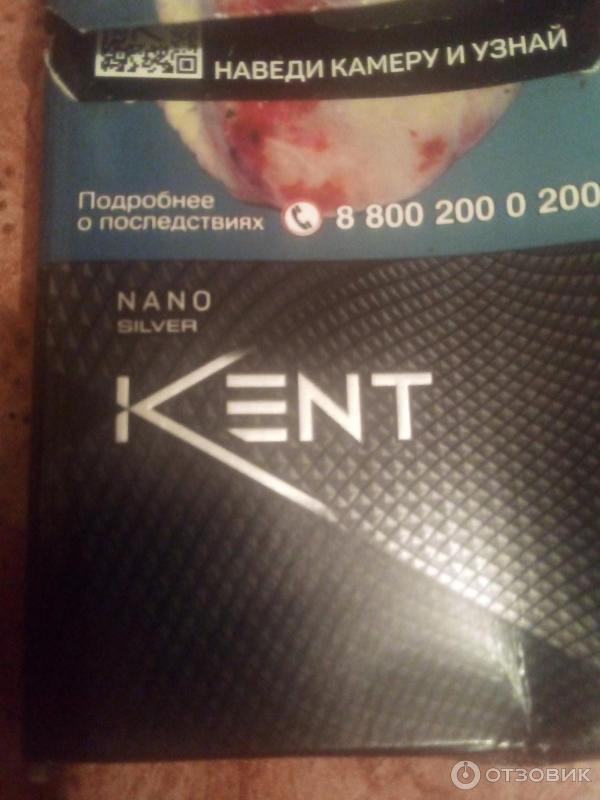 НАВЕДИ КАМЕРУ И УЗНАЙ
Подробнее
о последствиях
8 800 200 0 200
NANO
SILVER
KENT
ОТЗОВИК